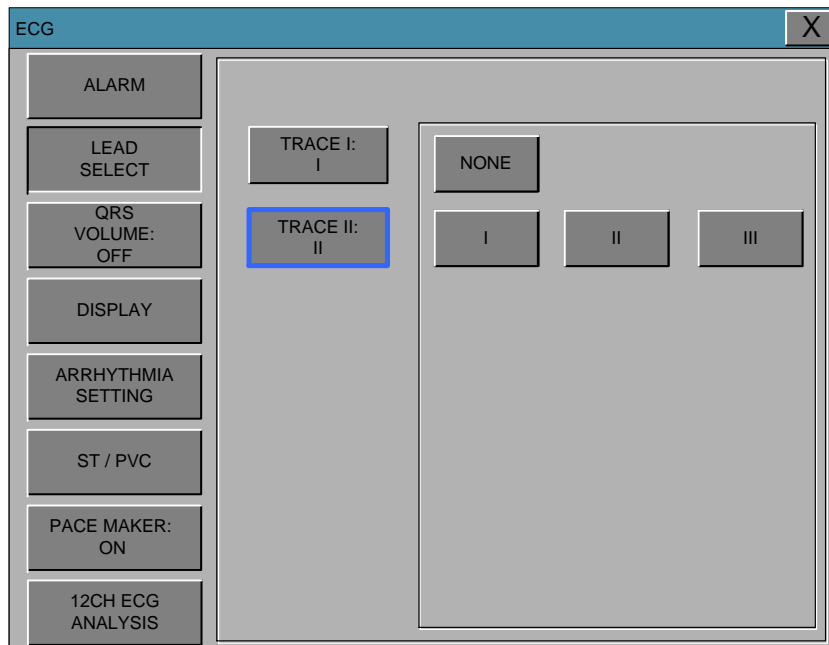 ECG
X
ALARM
LEAD
SELECT
QRS
VOLUME:
OFF
DISPLAY
ARRHYTHMIA
SETTING
ST / PVC
PACE MAKER:
ON
12CH ECG
ANALYSIS
TRACE I:
I
TRACE II:
II
NONE
I
II
III